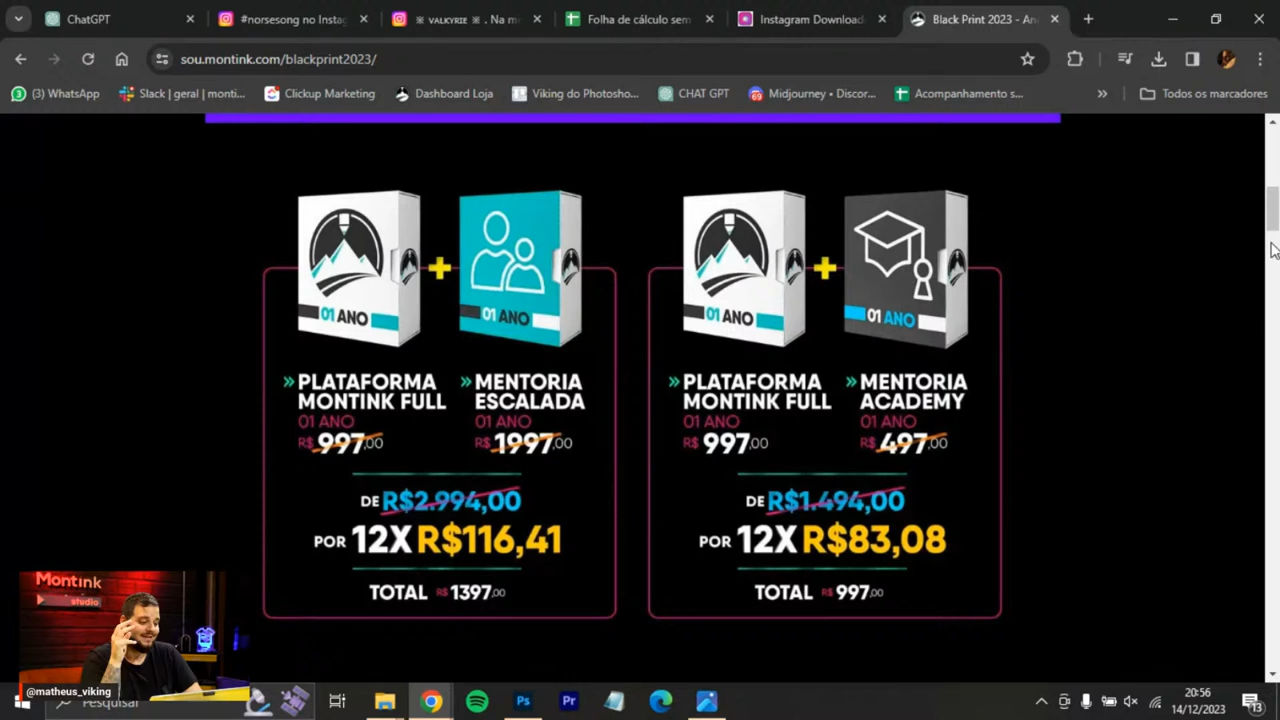 ChatGPT
#norsesong no Instag
※ VALKYRIE ※ . Na m
Folha de cálculo sem
Instagram Download
Black Print 2023 - An
sou.montink.com/blackprint2023/
(3) WhatsApp
Slack | geral | monti...
Clickup Marketing
Dashboard Loja
Viking do Photosho...
CHAT GPT
Midjourney • Discor...
Acompanhamento s...
»
Todos os marcadores
01 ANO
+
01 ANO
01 ANO
+
01 ANO
» PLATAFORMA
MONTINK FULL
01 ANO
R$ 997,00
» MENTORIA
ESCALADA
01 ANO
R$ 1997,00
DE R$2.994,00
POR 12X R$116,41
TOTAL R$ 1397,00
» PLATAFORMA
MONTINK FULL
01 ANO
R$ 997,00
» MENTORIA
ACADEMY
01 ANO
R$ 497,00
DE R$1.494,00
POR 12X R$83,08
TOTAL R$ 997,00
Montink
studio
@matheus_viking
Pesquisar
Ps
Pr
20:56
14/12/2023
13